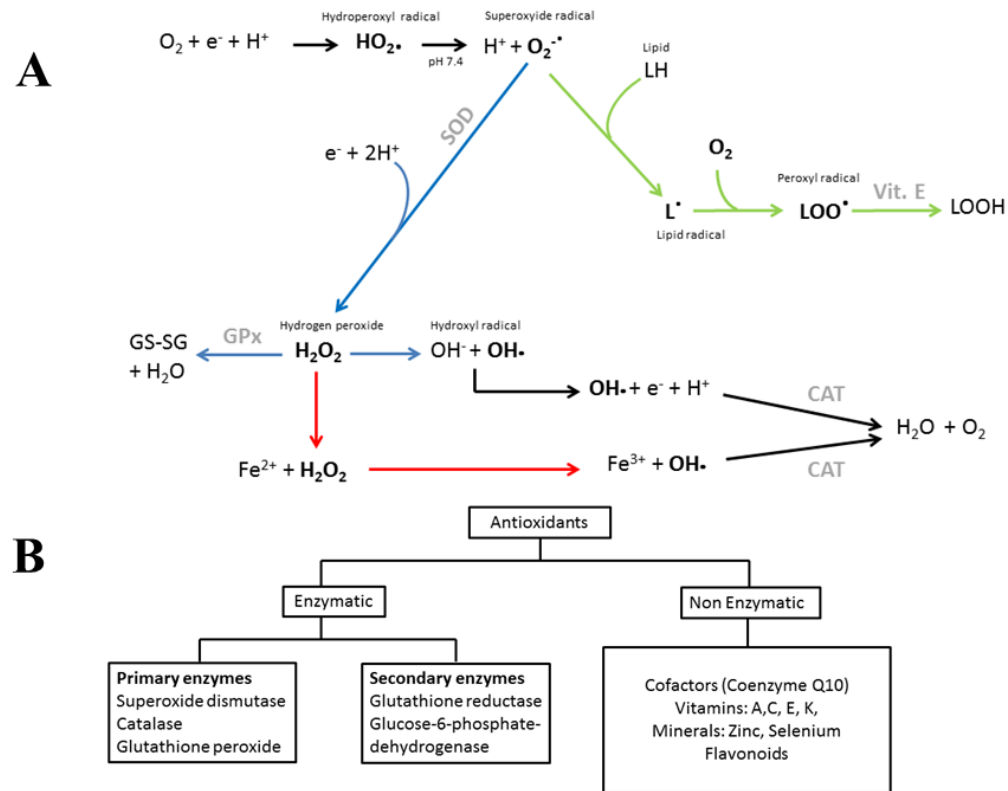 A
Hydroperoxyl radical
Superoxyide radical
O₂ + e⁻ + H⁺
HO₂•
pH 7.4
H⁺ + O₂⁻•
Lipid
LH
SOD
e⁻ + 2H⁺
O₂
Peroxyl radical
Vit. E
L•
Lipid radical
LOO•
LOOH
GS-SG
+ H₂O
GPx
Hydrogen peroxide
H₂O₂
Hydroxyl radical
OH⁻ + OH•
OH• + e⁻ + H⁺
CAT
H₂O + O₂
Fe²⁺ + H₂O₂
Fe³⁺ + OH•
CAT
B
Antioxidants
Enzymatic
Non Enzymatic
Primary enzymes
Superoxide dismutase
Catalase
Glutathione peroxide
Secondary enzymes
Glutathione reductase
Glucose-6-phosphate-
dehydrogenase
Cofactors (Coenzyme Q10)
Vitamins: A,C, E, K,
Minerals: Zinc, Selenium
Flavonoids